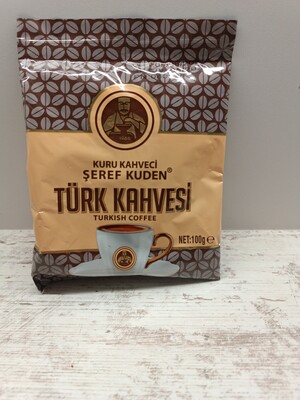 KURU KAHVECİ
ŞEREF KUDEN®
TÜRK KAHVESİ
TURKISH COFFEE
NET:100g ℮